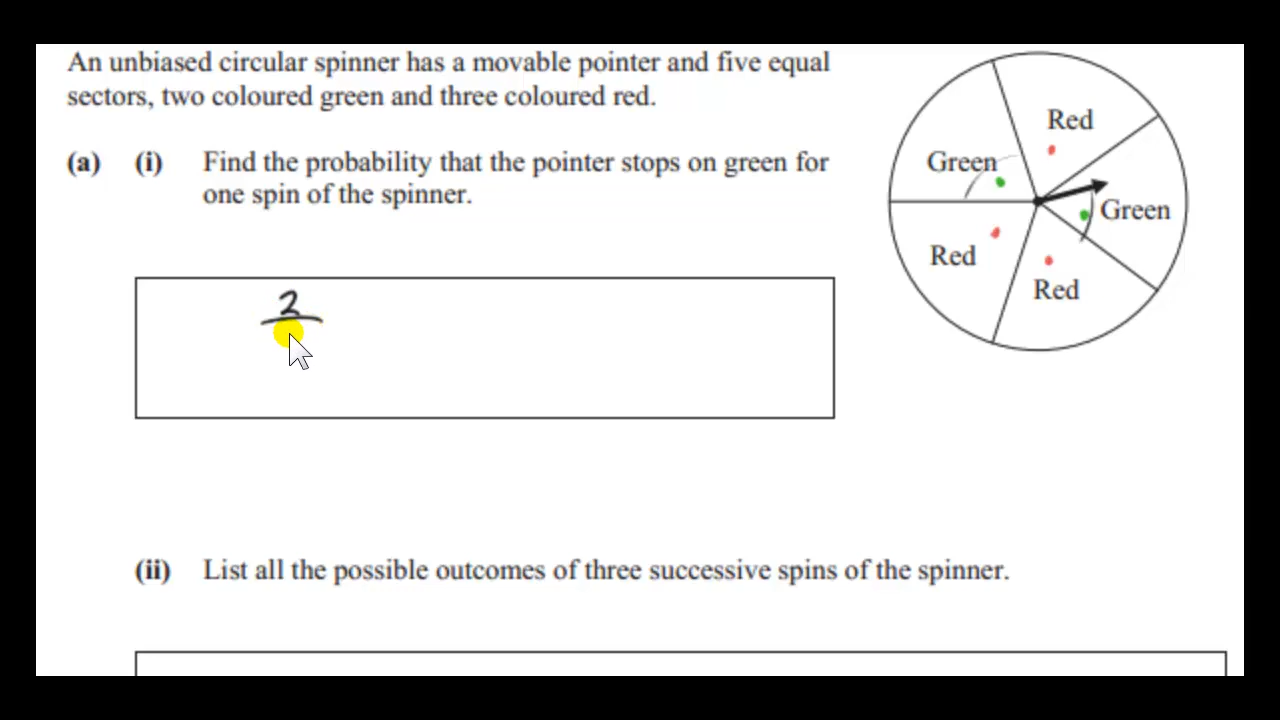 An unbiased circular spinner has a movable pointer and five equal
sectors, two coloured green and three coloured red.
(a) (i) Find the probability that the pointer stops on green for
one spin of the spinner.
2
Red
Green
Green
Red
Red
(ii) List all the possible outcomes of three successive spins of the spinner.